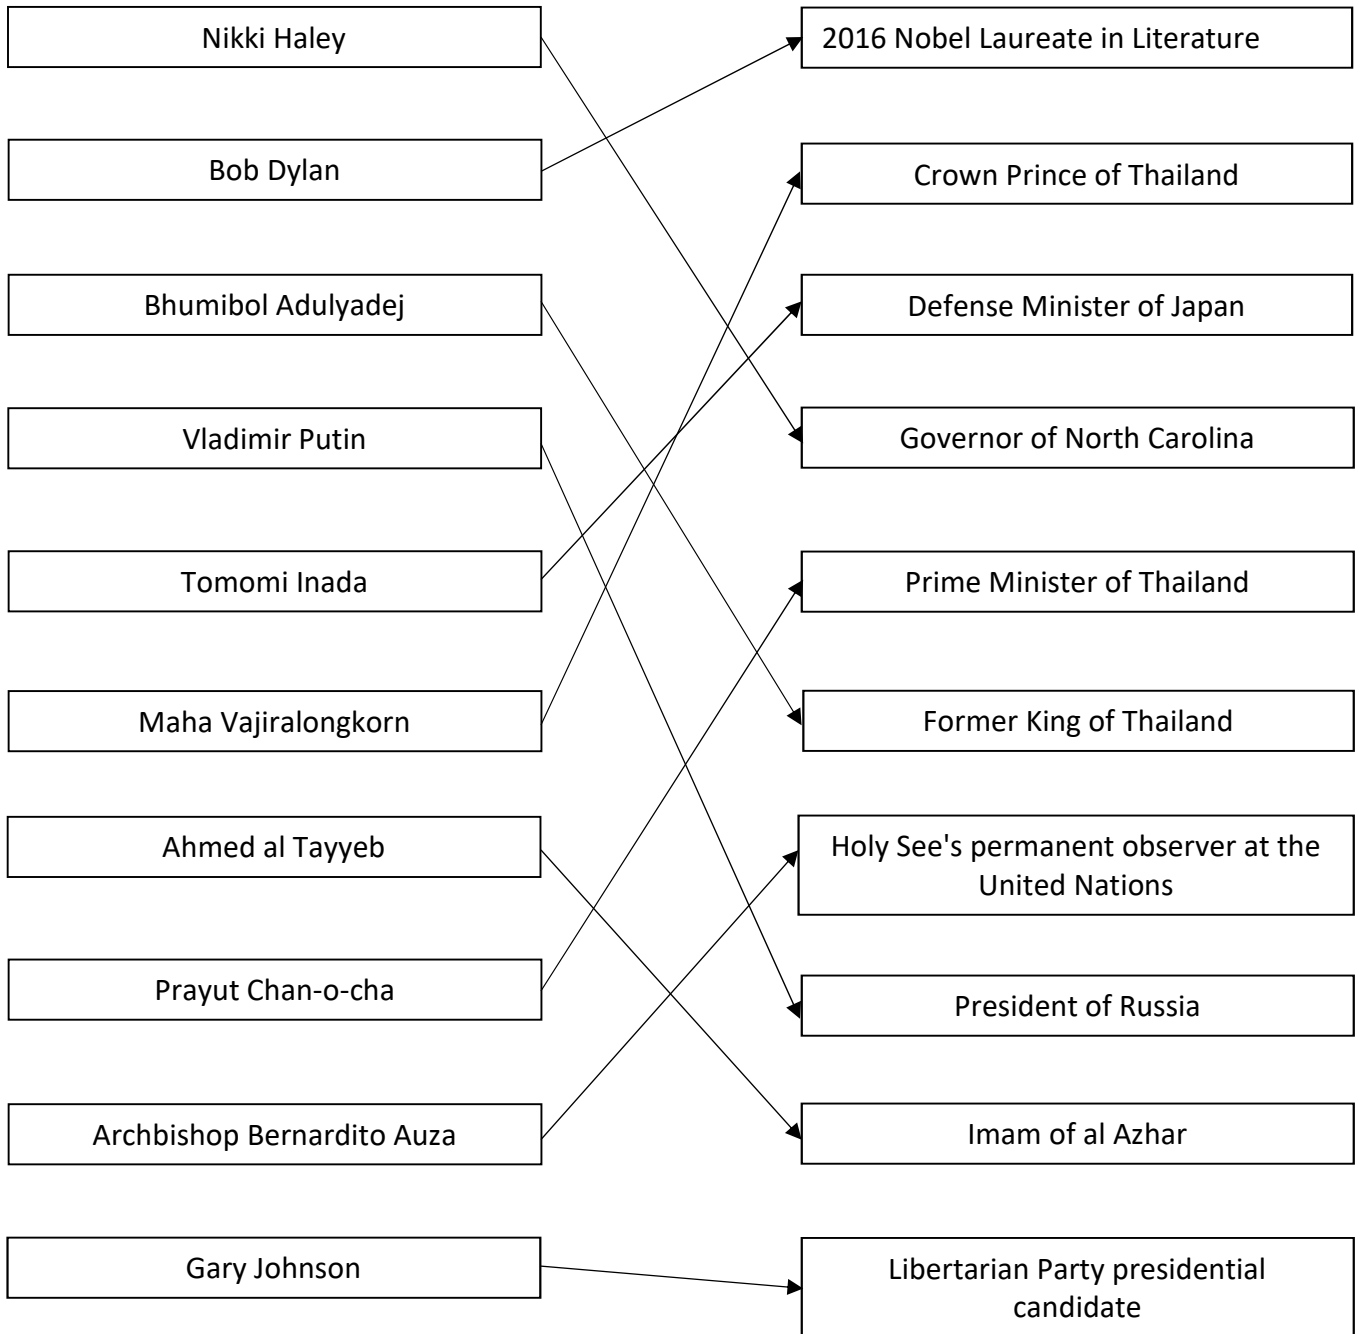 Nikki Haley
2016 Nobel Laureate in Literature
Bob Dylan
Crown Prince of Thailand
Bhumibol Adulyadej
Defense Minister of Japan
Vladimir Putin
Governor of North Carolina
Tomomi Inada
Prime Minister of Thailand
Maha Vajiralongkorn
Former King of Thailand
Ahmed al Tayyeb
Holy See's permanent observer at the
United Nations
Prayut Chan-o-cha
President of Russia
Archbishop Bernardito Auza
Imam of al Azhar
Gary Johnson
Libertarian Party presidential
candidate